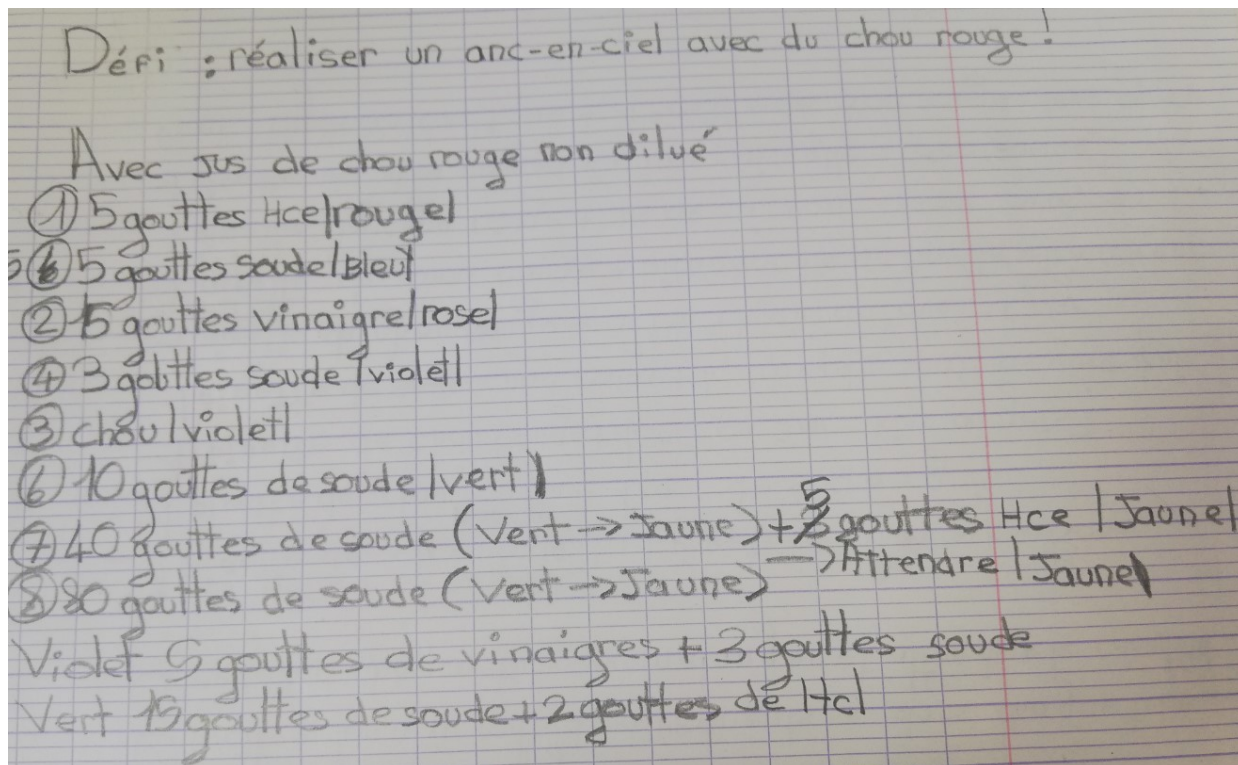 Défi : réaliser un anc-en-ciel avec du chou rouge!
Avec Jus de chou rouge non dilué
① 5 gouttes Hce |rouge|
5 ⑥ 5 gouttes soude |Bleu|
② 15 gouttes vinaigre |rose|
④ 3 gouttes soude |violet|
③ chou |violet|
⑥ 10 gouttes de soude |vert|
⑦ 40 gouttes de soude (Vert → Jaune) + 5 gouttes Hce |Jaune|
⑧ 80 gouttes de soude (Vert → Jaune) → Attendre |Jaune|
Violet 5 gouttes de vinaigres + 3 gouttes soude
Vert 15 gouttes de soude + 2 gouttes de Hcl